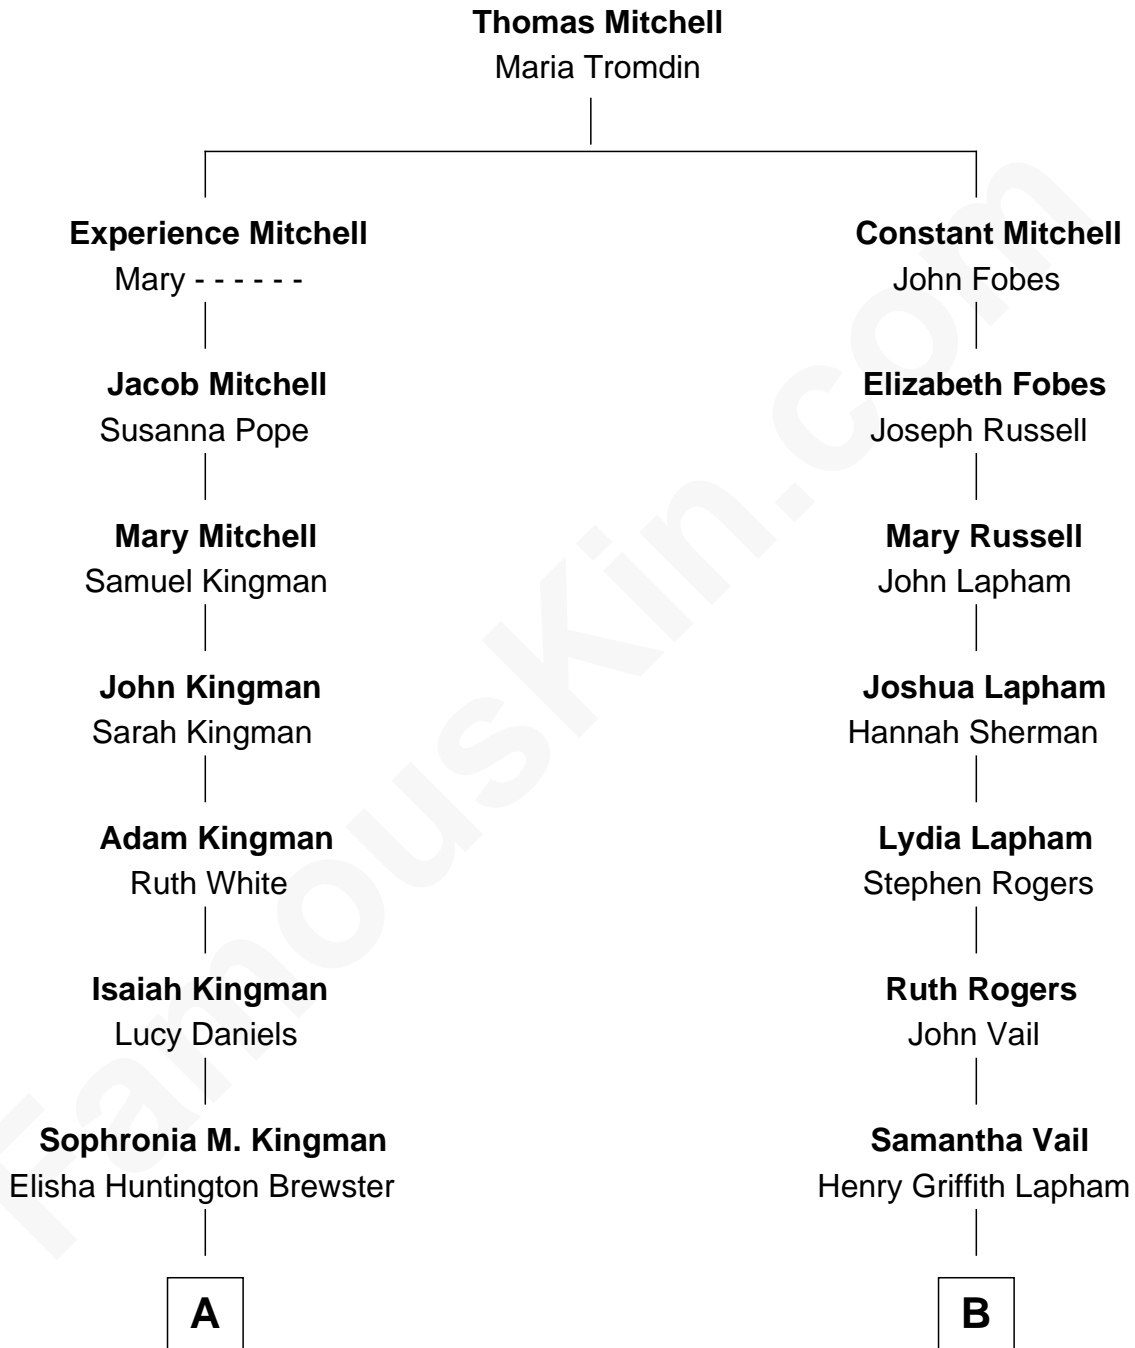 Thomas Mitchell
Maria Tromdin
Experience Mitchell
Mary - - - - - -
Constant Mitchell
John Fobes
Jacob Mitchell
Susanna Pope
Elizabeth Fobes
Joseph Russell
Mary Mitchell
Samuel Kingman
Mary Russell
John Lapham
John Kingman
Sarah Kingman
Joshua Lapham
Hannah Sherman
Adam Kingman
Ruth White
Lydia Lapham
Stephen Rogers
Isaiah Kingman
Lucy Daniels
Ruth Rogers
John Vail
Sophronia M. Kingman
Elisha Huntington Brewster
Samantha Vail
Henry Griffith Lapham
A
B
FamousKin.com